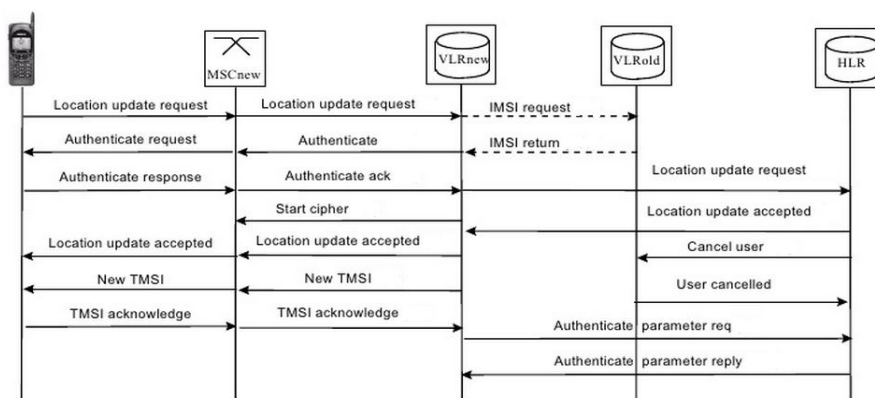 MSCnew
VLRnew
VLRold
HLR
Location update request
Location update request
IMSI request
Authenticate request
Authenticate
IMSI return
Authenticate response
Authenticate ack
Location update request
Start cipher
Location update accepted
Location update accepted
Location update accepted
Cancel user
New TMSI
New TMSI
User cancelled
TMSI acknowledge
TMSI acknowledge
Authenticate parameter req
Authenticate parameter reply